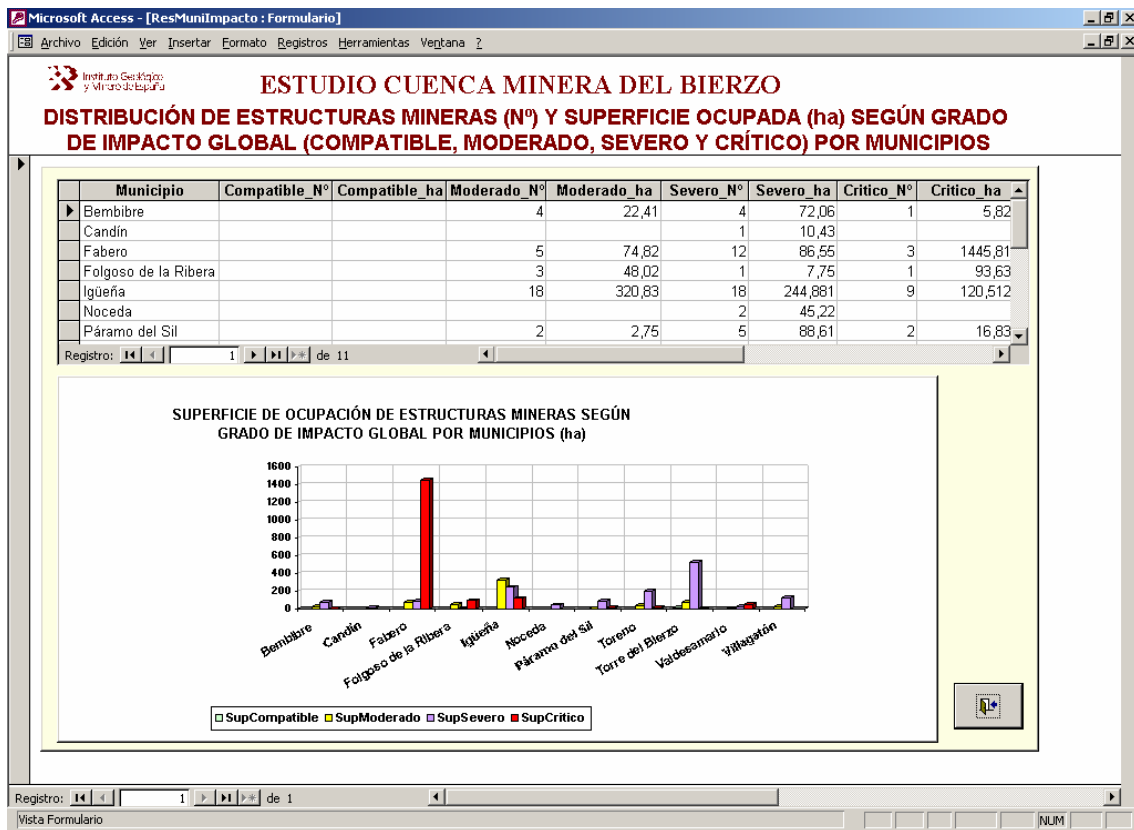 Microsoft Access - [ResMuniImpacto : Formulario]
Archivo Edición Ver Insertar Formato Registros Herramientas Ventana ?
Instituto Geológico
y Minero de España
ESTUDIO CUENCA MINERA DEL BIERZO
DISTRIBUCIÓN DE ESTRUCTURAS MINERAS (Nº) Y SUPERFICIE OCUPADA (ha) SEGÚN GRADO
DE IMPACTO GLOBAL (COMPATIBLE, MODERADO, SEVERO Y CRÍTICO) POR MUNICIPIOS
Municipio Compatible_Nº Compatible_ha Moderado_Nº Moderado_ha Severo_Nº Severo_ha Critico_Nº Critico_ha
Bembibre 4 22,41 4 72,06 1 5,82
Candín 1 10,43
Fabero 5 74,82 12 86,55 3 1445,81
Folgoso de la Ribera 3 48,02 1 7,75 1 93,63
Igüeña 18 320,83 18 244,881 9 120,512
Noceda 2 45,22
Páramo del Sil 2 2,75 5 88,61 2 16,83
Registro: 1 de 11
SUPERFICIE DE OCUPACIÓN DE ESTRUCTURAS MINERAS SEGÚN
GRADO DE IMPACTO GLOBAL POR MUNICIPIOS (ha)
1600
1400
1200
1000
800
600
400
200
0
Bembibre Candín Fabero Folgoso de la Ribera Igüeña Noceda Páramo del Sil Toreno Torre del Bierzo Valdesamario Villagatón
SupCompatible SupModerado SupSevero SupCritico
Registro: 1 de 1
Vista Formulario NUM